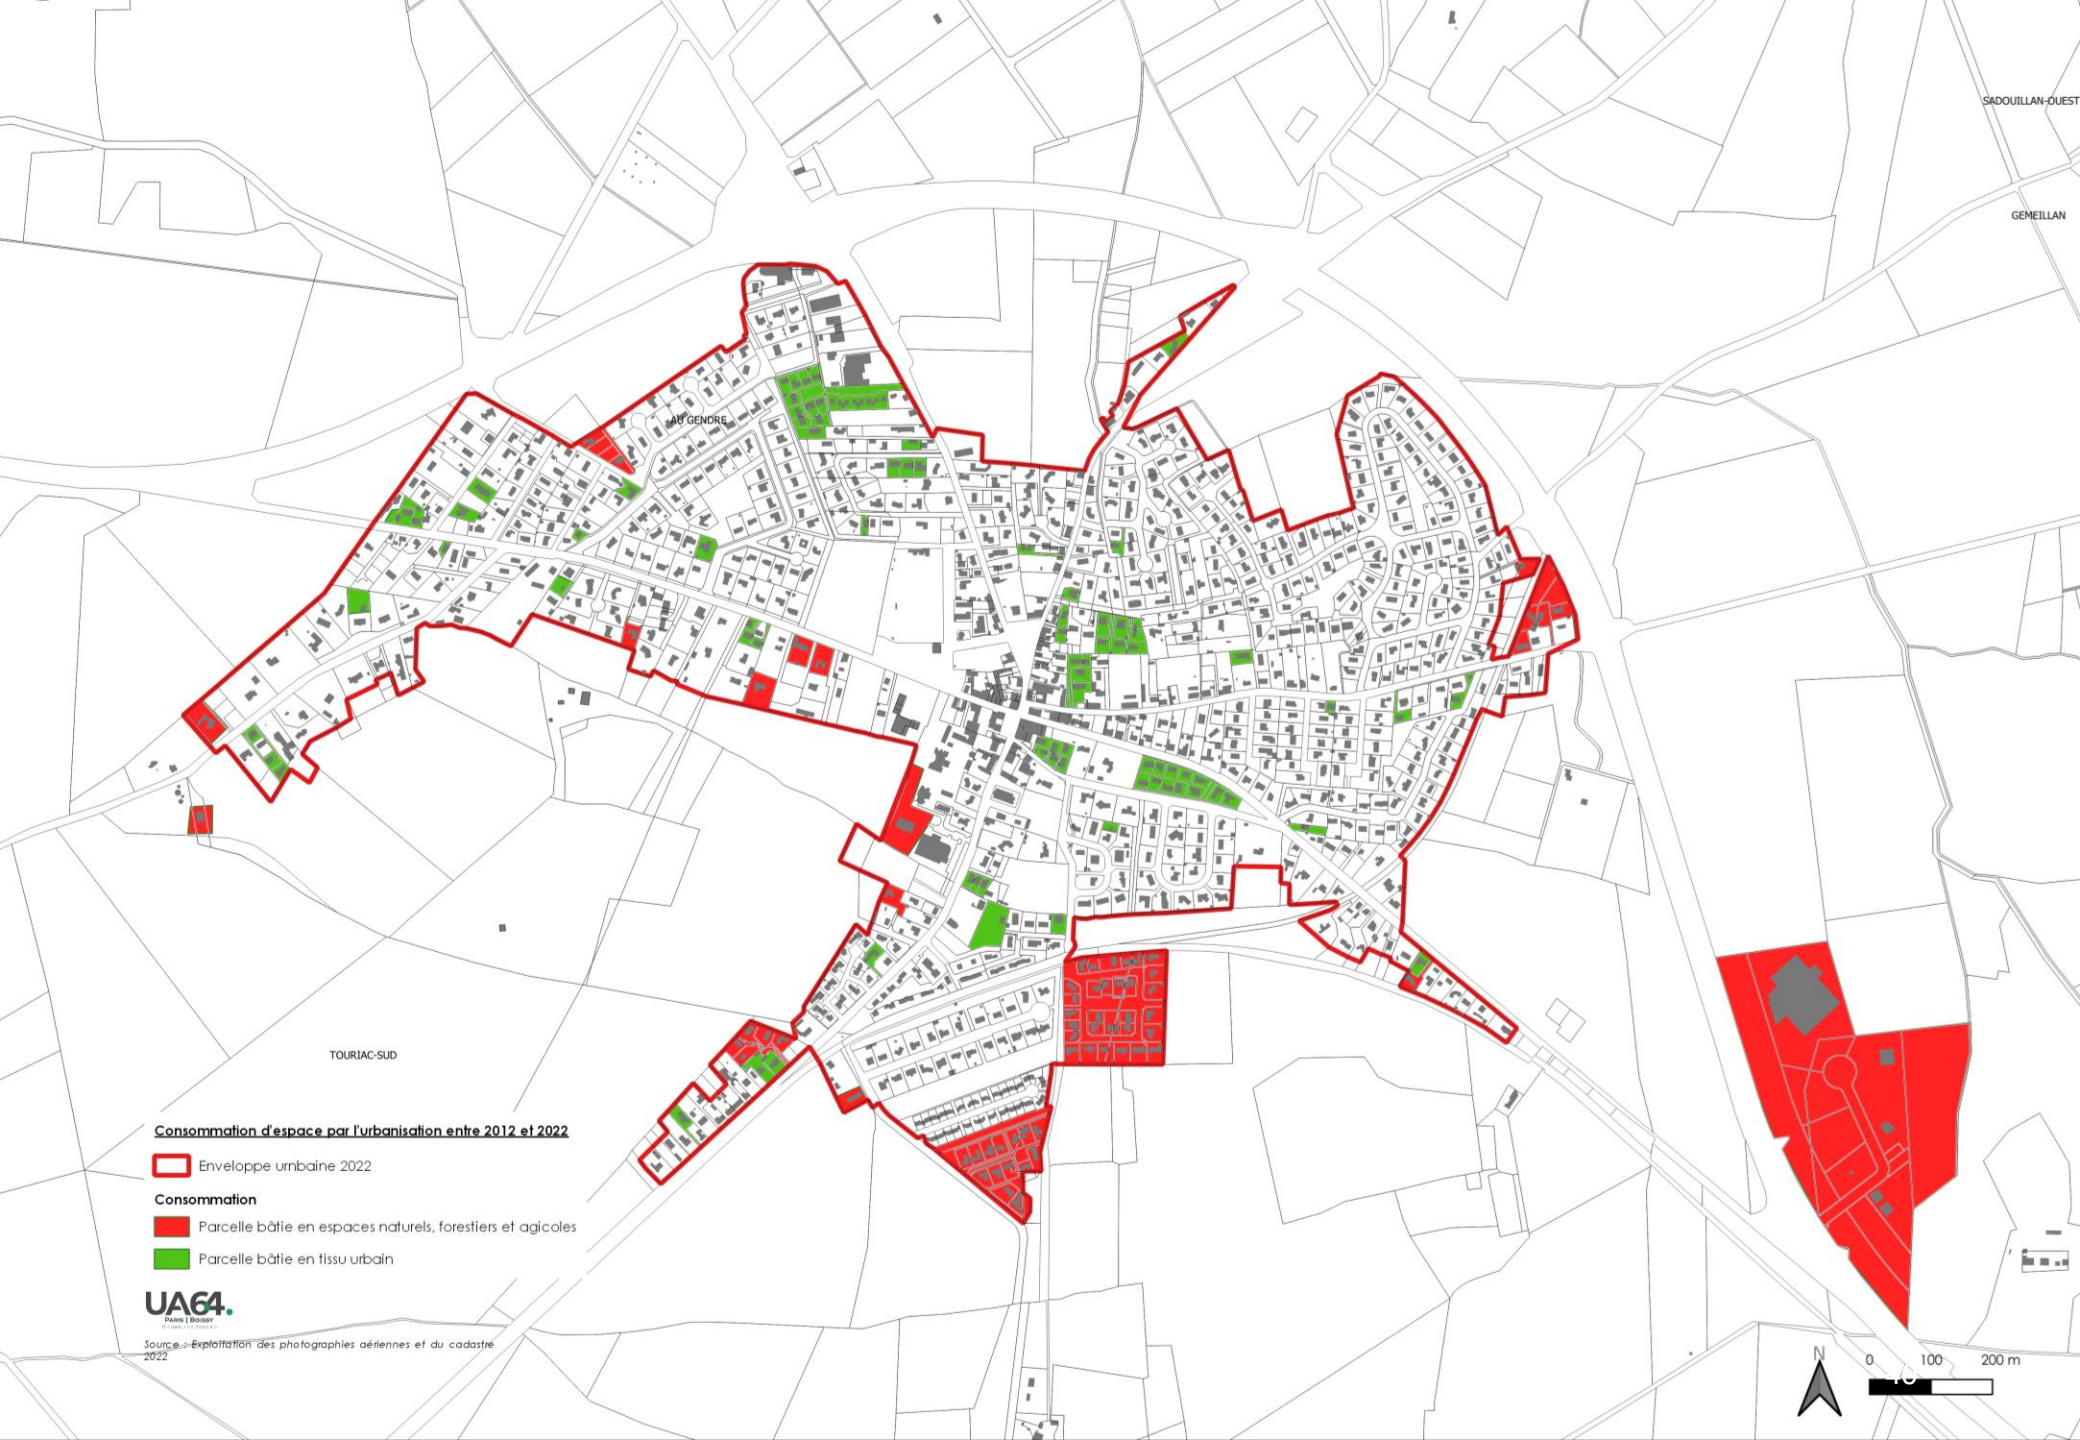 SADOUILLAN-OUEST
GEMEILLAN
AU GENDRE
TOURIAC-SUD
Consommation d'espace par l'urbanisation entre 2012 et 2022
Enveloppe urnbaine 2022
Consommation
Parcelle bâtie en espaces naturels, forestiers et agicoles
Parcelle bâtie en tissu urbain
UA64.
PARIS | BOISSY
Source : Exploitation des photographies aériennes et du cadastre
2022
N
0 100 200 m